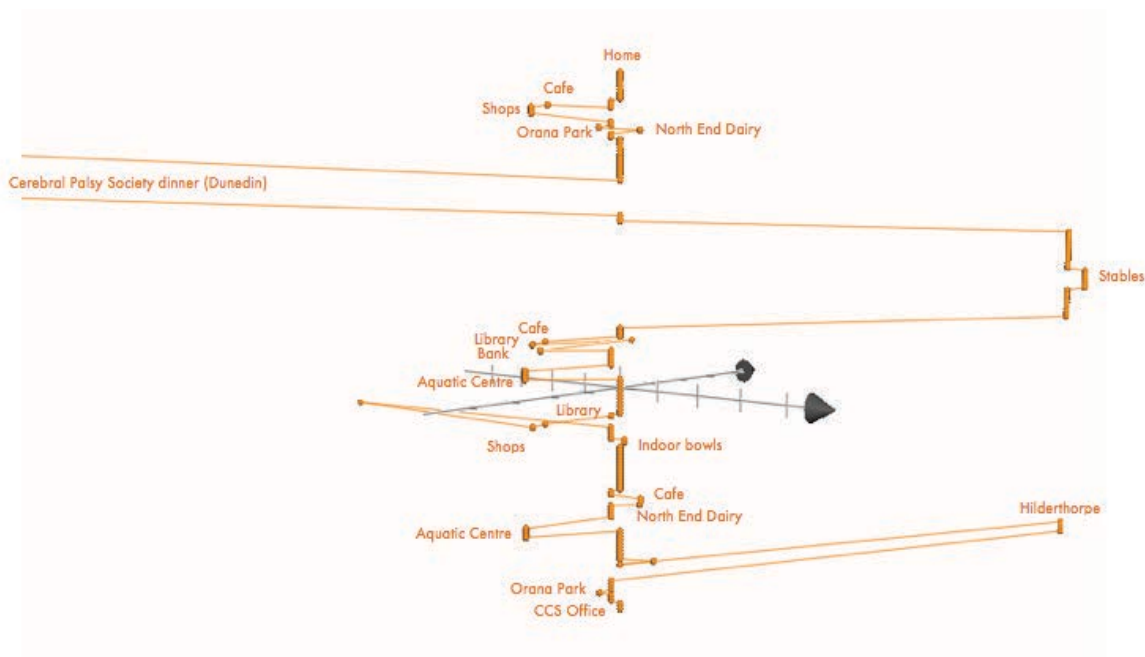 Home
Cafe
Shops
Orana Park
North End Dairy
Cerebral Palsy Society dinner (Dunedin)
Stables
Cafe
Library
Bank
Aquatic Centre
Library
Shops
Indoor bowls
Cafe
North End Dairy
Hilderthorpe
Aquatic Centre
Orana Park
CCS Office